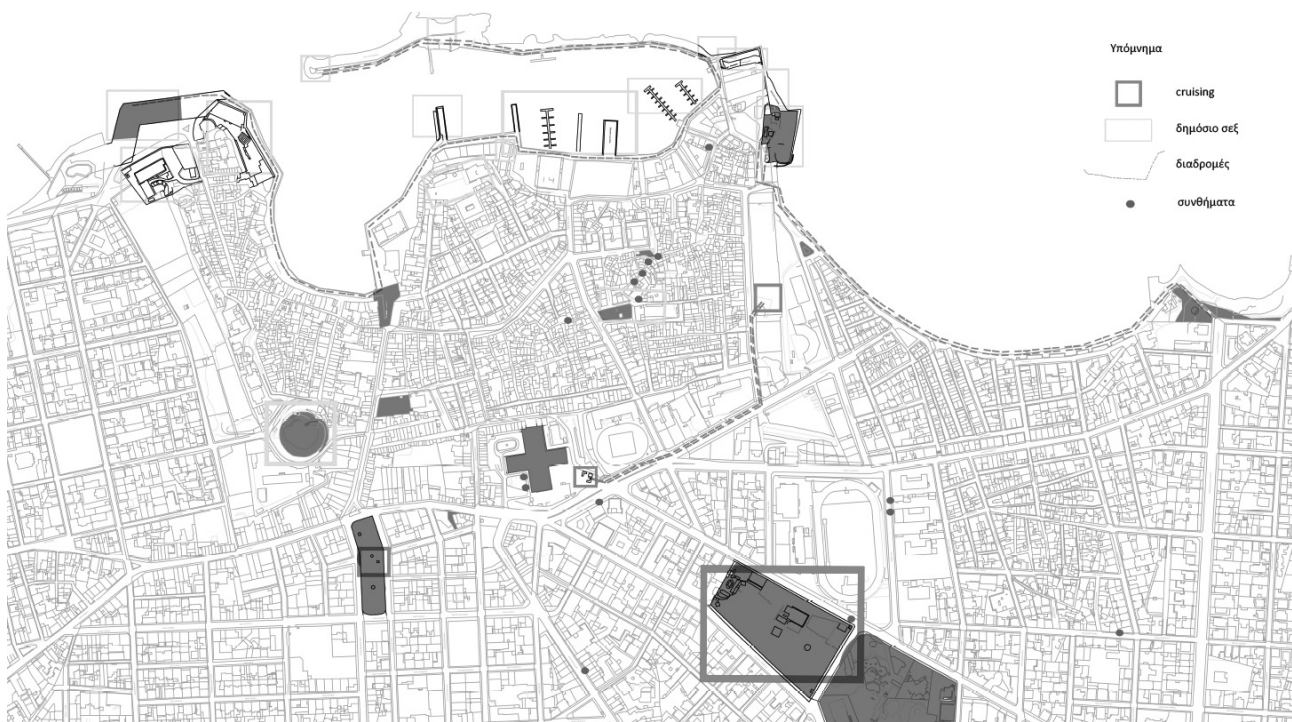 Υπόμνημα
cruising
δημόσιο σεξ
διαδρομές
συνθήματα